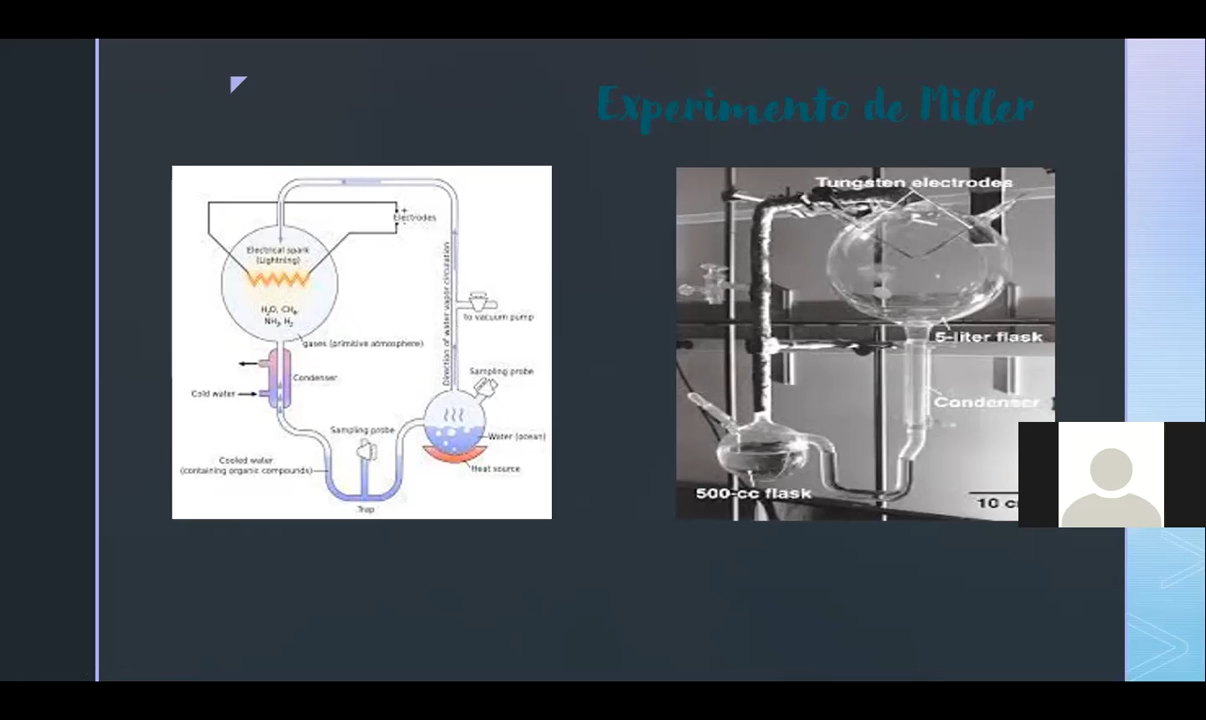 Experimento de Miller
Electrodes
+
-
Electrical spark
(Lightning)
H₂O, CH₄,
NH₃, H₂
gases (primitive atmosphere)
Direction of water vapor circulation
to vacuum pump
Sampling probe
Condenser
Cold water
Sampling probe
Water (ocean)
Cooled water
(containing organic compounds)
Heat source
Trap
Tungsten electrodes
5-liter flask
Condenser
500-cc flask
10